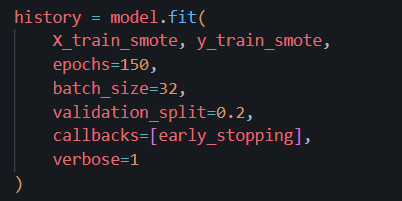 history = model.fit(
    X_train_smote, y_train_smote,
    epochs=150,
    batch_size=32,
    validation_split=0.2,
    callbacks=[early_stopping],
    verbose=1
)